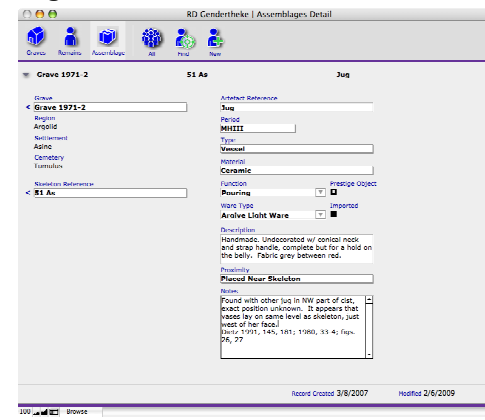 RD Gendertheke | Assemblages Detail
Graves Remains Assemblage All Find New
Grave 1971-2 51 As Jug
Grave
< Grave 1971-2
Region
Argolid
Settlement
Asine
Cemetery
Tumulus
Skeleton Reference
< 51 As
Artefact Reference
Jug
Period
MHIII
Type
Vessel
Material
Ceramic
Function Prestige Object
Pouring
Ware Type Imported
Argive Light Ware
Description
Handmade. Undecorated w/ conical neck
and strap handle, complete but for a hold on
the belly. Fabric grey between red.
Proximity
Placed Near Skeleton
Notes
Found with other jug in NW part of cist,
exact position unknown. It appears that
vases lay on same level as skeleton, just
west of her face.
Dietz 1991, 145, 181; 1980, 33 4; figs.
26, 27
Record Created 3/8/2007 Modified 2/6/2009
100 Browse